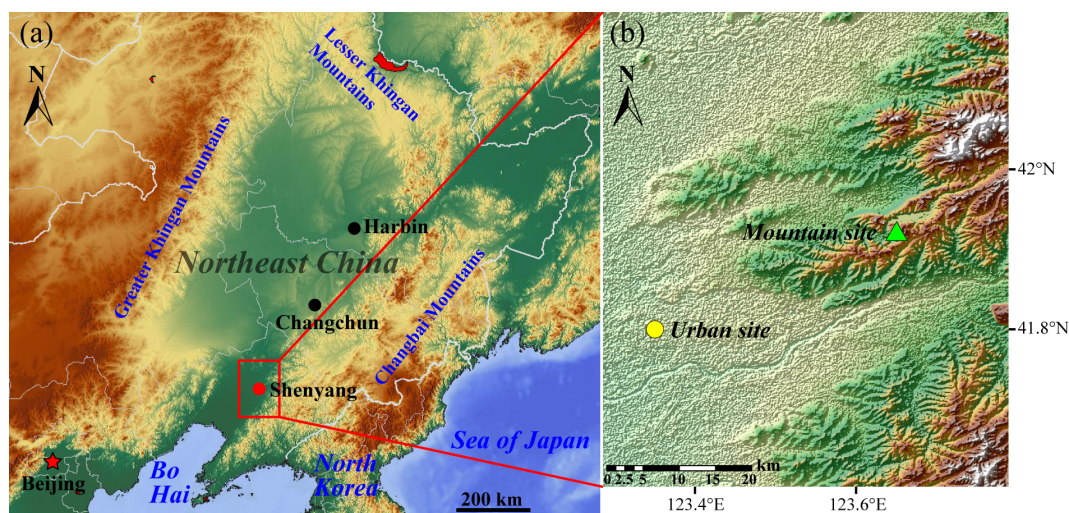 (a)
N
Lesser Khingan
Mountains
Greater Khingan Mountains
Harbin
Northeast China
Changchun
Changbai Mountains
Shenyang
Sea of Japan
Bo
Hai
North
Korea
Beijing
200 km
(b)
N
42°N
Mountain site
Urban site
41.8°N
km
0 2.5 5 10 15 20
123.4°E
123.6°E